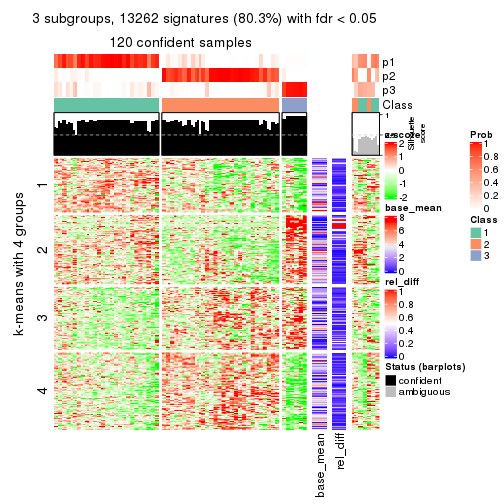 3 subgroups, 13262 signatures (80.3%) with fdr < 0.05
120 confident samples
p1
p2
p3
Class
1
0
Silhouette
score
k-means with 4 groups
1
2
3
4
base_mean
rel_diff
z-score
2
1
0
-1
-2
base_mean
8
6
4
2
0
rel_diff
1
0.8
0.6
0.4
0.2
0
Status (barplots)
confident
ambiguous
Prob
1
0.8
0.6
0.4
0.2
0
Class
1
2
3